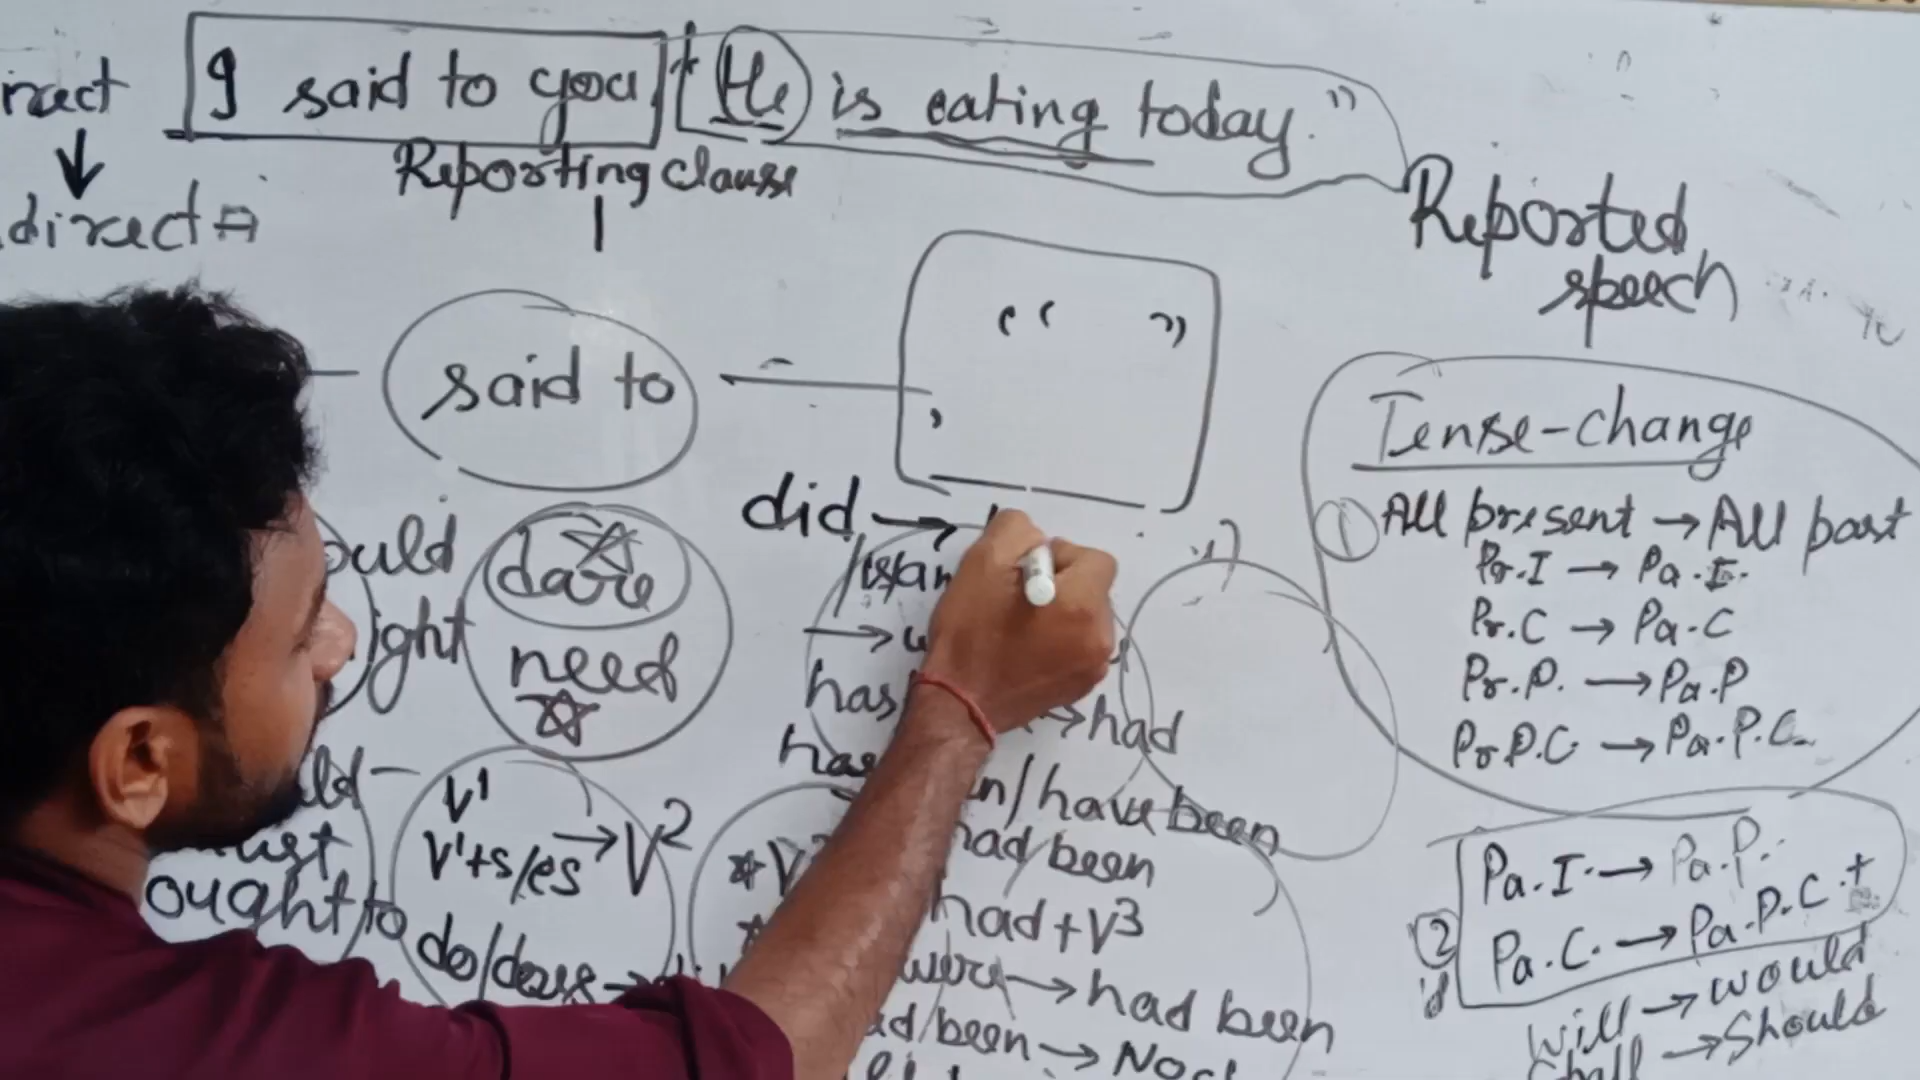 I said to you, "He is eating today."
Reporting clause
direct
Reported
speech
said to
" "
,
Tense-change
① All present → All past
Pr.I → Pa.I.
Pr.C → Pa.C
Pr.P. → Pa.P
Pr.P.C. → Pa.P.C.
did →
dare
need
→
has → had
/have been
had been
V¹
V¹+s/es → V²
ought to
do/does →
had + V³
were → had been
been →
② Pa.I. → Pa.P.
Pa.C. → Pa.P.C.+
will → would
→ Should